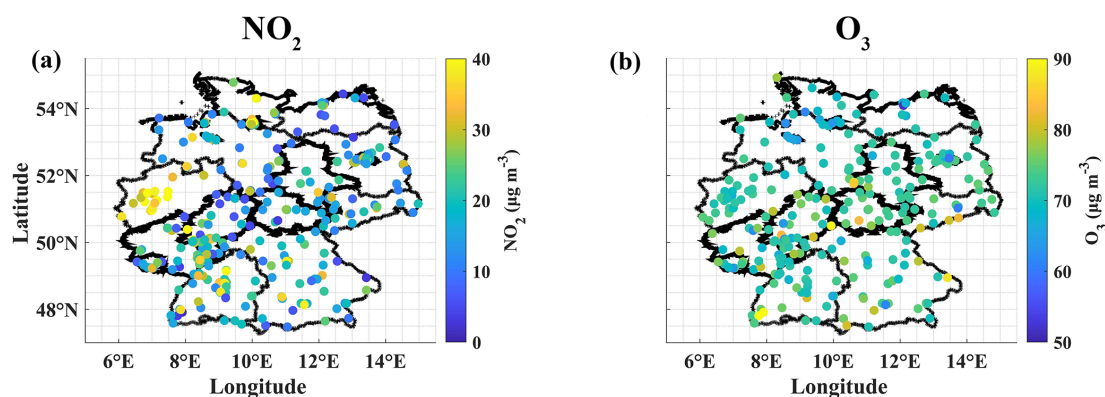 NO2
(a)
54°N
52°N
50°N
48°N
Latitude
6°E 8°E 10°E 12°E 14°E
Longitude
40
30
20
10
0
NO2 (µg m-3)
O3
(b)
6°E 8°E 10°E 12°E 14°E
Longitude
90
80
70
60
50
O3 (µg m-3)